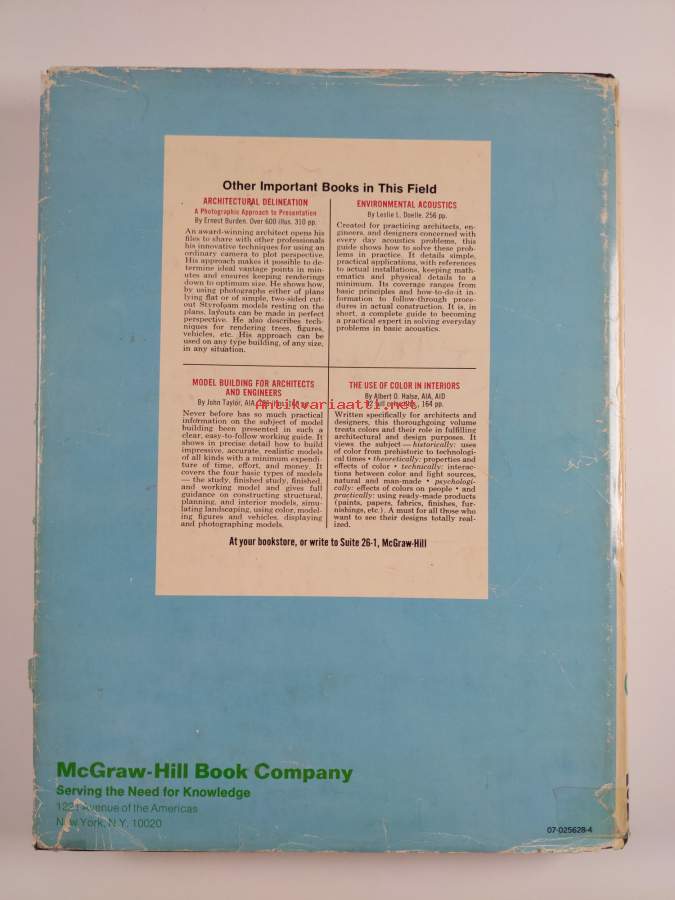 Other Important Books in This Field
ARCHITECTURAL DELINEATION
A Photographic Approach to Presentation
By Ernest Burden. Over 600 illus. 310 pp.
An award-winning architect opens his
files to share with other professionals
his innovative techniques for using an
ordinary camera to plot perspective.
His approach makes it possible to de-
termine ideal vantage points in min-
utes and ensures keeping renderings
down to optimum size. He shows how,
by using photographs either of plans
lying flat or of simple, two-sided cut-
out Styrofoam models resting on the
plans, layouts can be made in perfect
perspective. He also describes tech-
niques for rendering trees, figures,
vehicles, etc. His approach can be
used on any type building, of any size,
in any situation.
ENVIRONMENTAL ACOUSTICS
By Leslie L. Doelle. 256 pp.
Created for practicing architects, en-
gineers, and designers concerned with
every day acoustics problems, this
guide shows how to solve these prob-
lems in practice. It details simple,
practical applications, with references
to actual installations, keeping math-
ematics and physical details to a
minimum. Its coverage ranges from
basic principles and how-to-do-it in-
formation to follow-through proce-
dures in actual construction. It is, in
short, a complete guide to becoming
a practical expert in solving everyday
problems in basic acoustics.
MODEL BUILDING FOR ARCHITECTS
AND ENGINEERS
By John Taylor, AIA.
Never before has so much practical
information on the subject of model
building been presented in such a
clear, easy-to-follow working guide. It
shows in precise detail how to build
impressive, accurate, realistic models
of all kinds with a minimum expendi-
ture of time, effort, and money. It
covers the four basic types of models
— the study, finished study, finished,
and working model and gives full
guidance on constructing structural,
planning, and interior models, simu-
lating landscaping, using color, model-
ing figures and vehicles, displaying
and photographing models.
THE USE OF COLOR IN INTERIORS
By Albert O. Halse, AIA, AID
164 pp.
Written specifically for architects and
designers, this thoroughgoing volume
treats colors and their role in fulfilling
architectural and design purposes. It
views the subject — historically: uses
of color from prehistoric to technologi-
cal times • theoretically: properties and
effects of color • technically: interac-
tions between color and light sources,
natural and man-made • psychologi-
cally: effects of colors on people • and
practically: using ready-made products
(paints, papers, fabrics, finishes, fur-
nishings, etc.). A must for all those who
want to see their designs totally real-
ized.
Antikvariaatti.net
At your bookstore, or write to Suite 26-1, McGraw-Hill
McGraw-Hill Book Company
Serving the Need for Knowledge
1221 Avenue of the Americas
New York, N.Y. 10020
07-025628-4